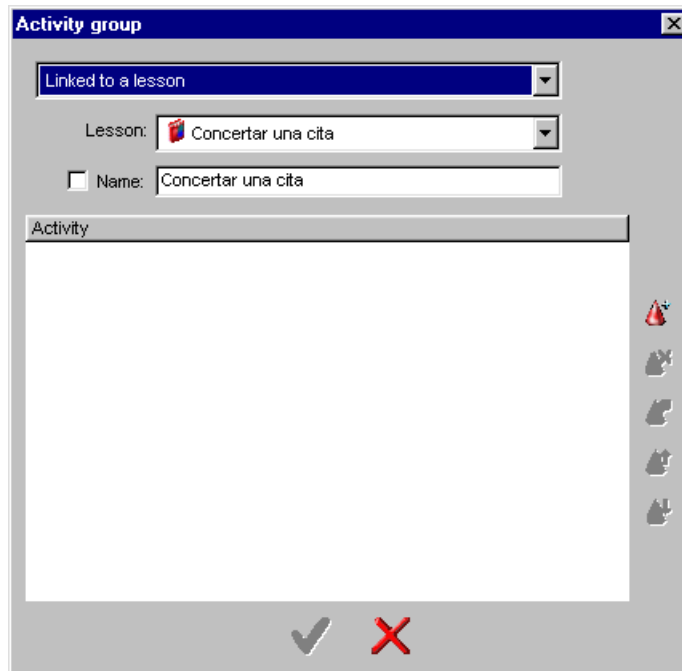 Activity group
Linked to a lesson
Lesson: Concertar una cita
Name: Concertar una cita
Activity